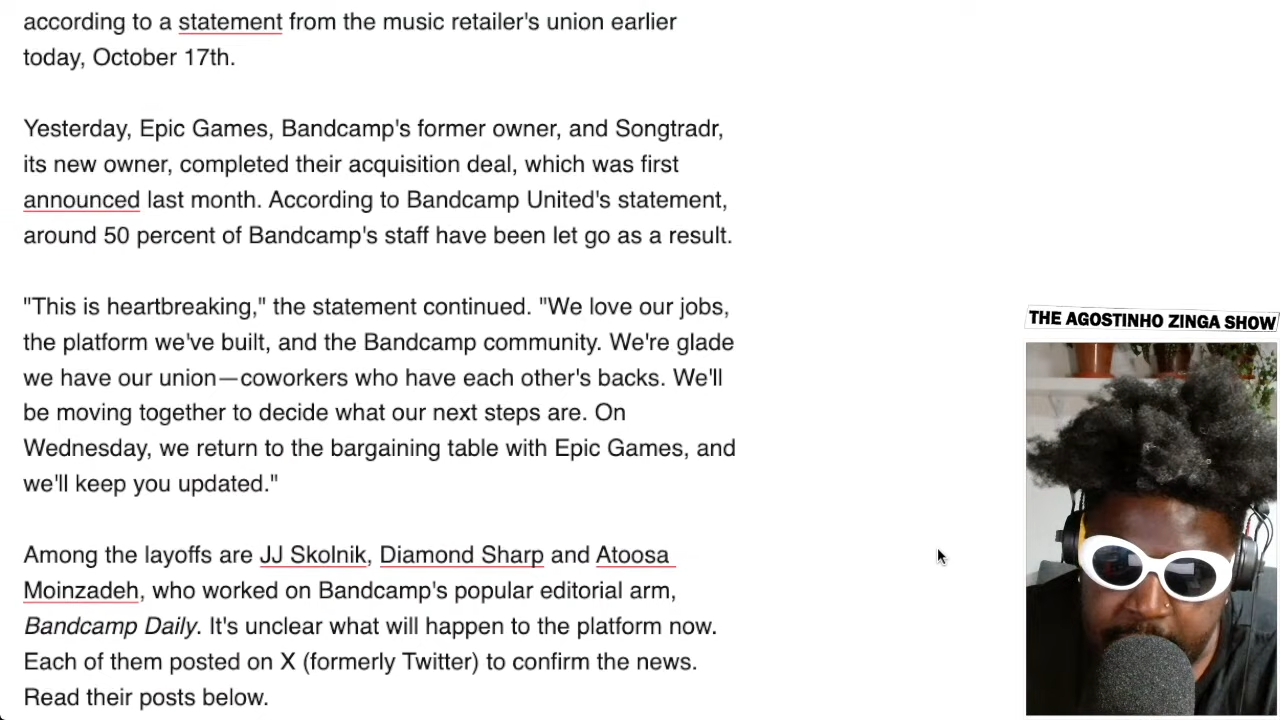 according to a statement from the music retailer's union earlier
today, October 17th.
Yesterday, Epic Games, Bandcamp's former owner, and Songtradr,
its new owner, completed their acquisition deal, which was first
announced last month. According to Bandcamp United's statement,
around 50 percent of Bandcamp's staff have been let go as a result.
"This is heartbreaking," the statement continued. "We love our jobs,
the platform we've built, and the Bandcamp community. We're glade
we have our union—coworkers who have each other's backs. We'll
be moving together to decide what our next steps are. On
Wednesday, we return to the bargaining table with Epic Games, and
we'll keep you updated."
Among the layoffs are JJ Skolnik, Diamond Sharp and Atoosa
Moinzadeh, who worked on Bandcamp's popular editorial arm,
Bandcamp Daily. It's unclear what will happen to the platform now.
Each of them posted on X (formerly Twitter) to confirm the news.
Read their posts below.
THE AGOSTINHO ZINGA SHOW